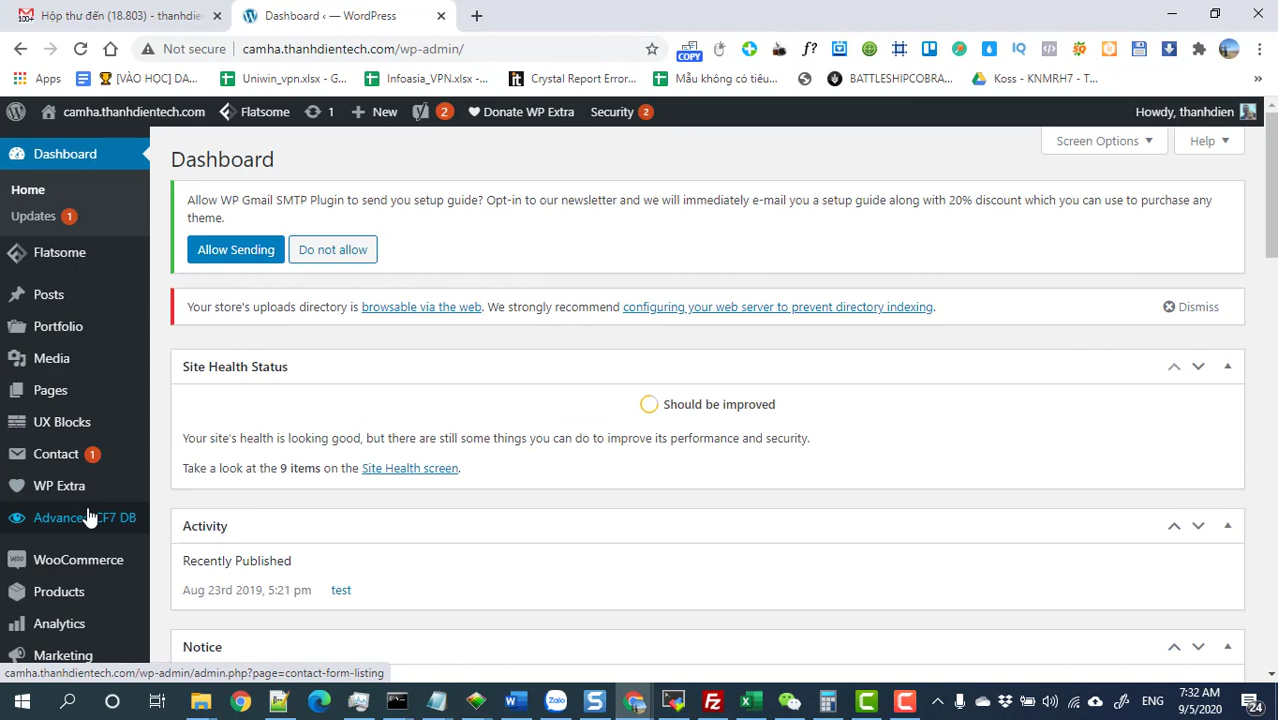 100+
Hộp thư đến (18.803) - thanhdien
Dashboard ‹ — WordPress
Not secure
camha.thanhdientech.com/wp-admin/
COPY
f?
IQ
Apps
[VÀO HỌC] DA...
Uniwin_vpn.xlsx - G...
Infoasia_VPN.xlsx -...
Crystal Report Error...
Mẫu không có tiêu...
BATTLESHIPCOBRA...
Koss - KNMRH7 - T...
»
camha.thanhdientech.com
Flatsome
1
New
2
Donate WP Extra
Security
2
Howdy, thanhdien
Dashboard
Home
Updates
1
Flatsome
Posts
Portfolio
Media
Pages
UX Blocks
Contact
1
WP Extra
Advanced CF7 DB
WooCommerce
Products
Analytics
Marketing
Dashboard
Screen Options
Help
Allow WP Gmail SMTP Plugin to send you setup guide? Opt-in to our newsletter and we will immediately e-mail you a setup guide along with 20% discount which you can use to purchase any
theme.
Allow Sending
Do not allow
Your store's uploads directory is browsable via the web. We strongly recommend configuring your web server to prevent directory indexing.
Dismiss
Site Health Status
Should be improved
Your site's health is looking good, but there are still some things you can do to improve its performance and security.
Take a look at the 9 items on the Site Health screen.
Activity
Recently Published
Aug 23rd 2019, 5:21 pm
test
Notice
camha.thanhdientech.com/wp-admin/admin.php?page=contact-form-listing
Zalo
ENG
7:32 AM
9/5/2020
24